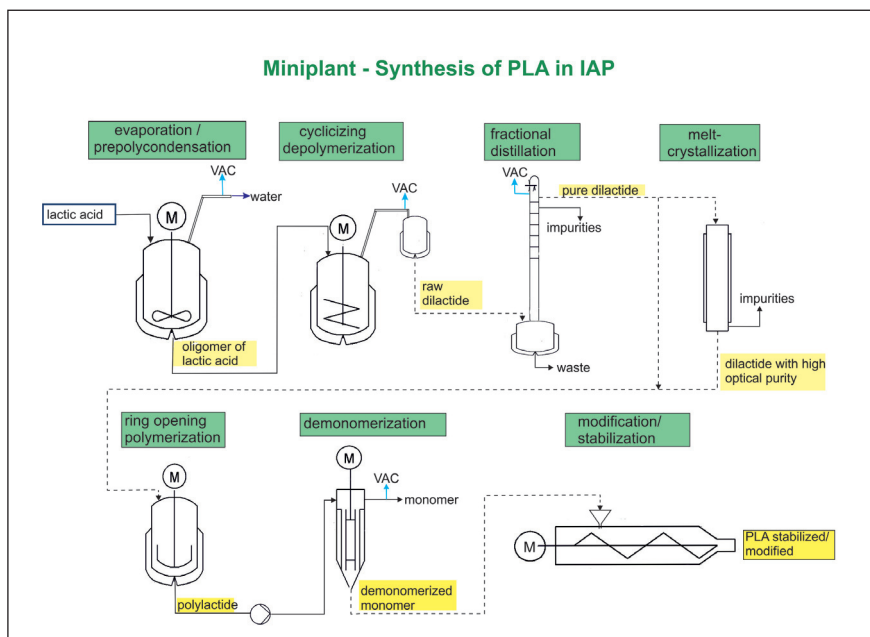 Miniplant - Synthesis of PLA in IAP
evaporation /
prepolycondensation
cyclicizing
depolymerization
fractional
distillation
melt-
crystallization
VAC
water
lactic acid
M
oligomer of
lactic acid
VAC
M
raw
dilactide
VAC
pure dilactide
impurities
waste
impurities
dilactide with high
optical purity
ring opening
polymerization
demonomerization
modification/
stabilization
M
polylactide
M
VAC
monomer
demonomerized
monomer
M
PLA stabilized/
modified